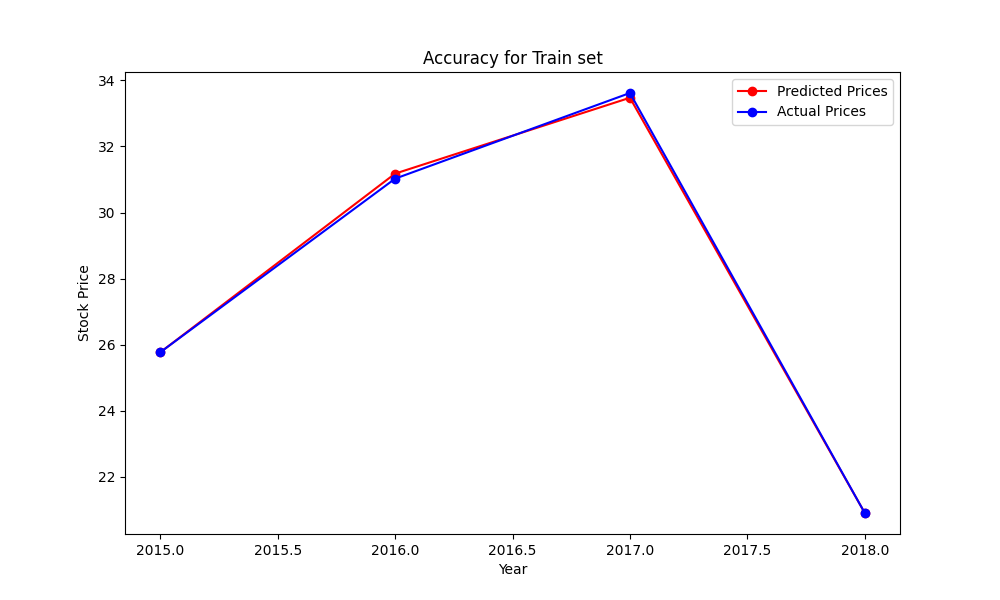 Accuracy for Train set
Predicted Prices
Actual Prices
34
32
30
28
26
24
22
Stock Price
2015.0 2015.5 2016.0 2016.5 2017.0 2017.5 2018.0
Year